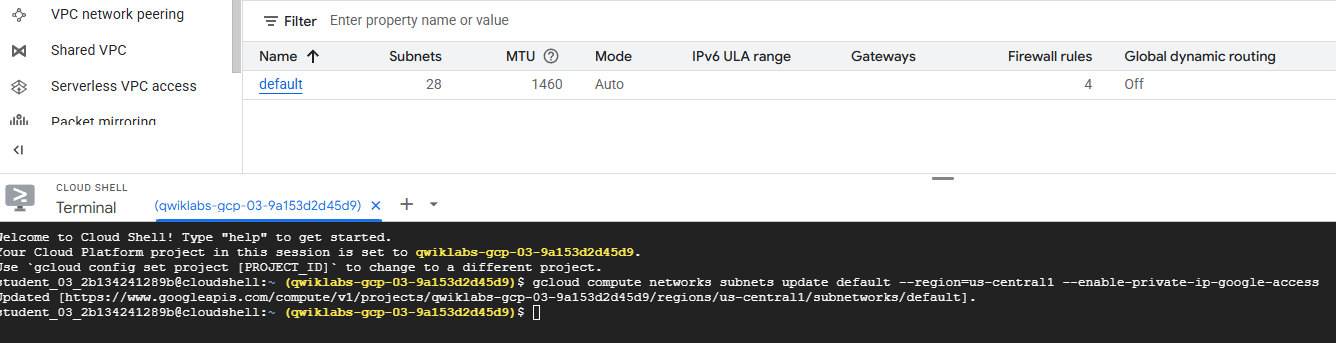 VPC network peering
Shared VPC
Serverless VPC access
Packet mirroring
Filter Enter property name or value
Name Subnets MTU Mode IPv6 ULA range Gateways Firewall rules Global dynamic routing
default 28 1460 Auto 4 Off
CLOUD SHELL
Terminal (qwiklabs-gcp-03-9a153d2d45d9)
Welcome to Cloud Shell! Type "help" to get started.
Your Cloud Platform project in this session is set to qwiklabs-gcp-03-9a153d2d45d9.
Use `gcloud config set project [PROJECT_ID]` to change to a different project.
student_03_2b134241289b@cloudshell:~ (qwiklabs-gcp-03-9a153d2d45d9)$ gcloud compute networks subnets update default --region=us-central1 --enable-private-ip-google-access
Updated [https://www.googleapis.com/compute/v1/projects/qwiklabs-gcp-03-9a153d2d45d9/regions/us-central1/subnetworks/default].
student_03_2b134241289b@cloudshell:~ (qwiklabs-gcp-03-9a153d2d45d9)$